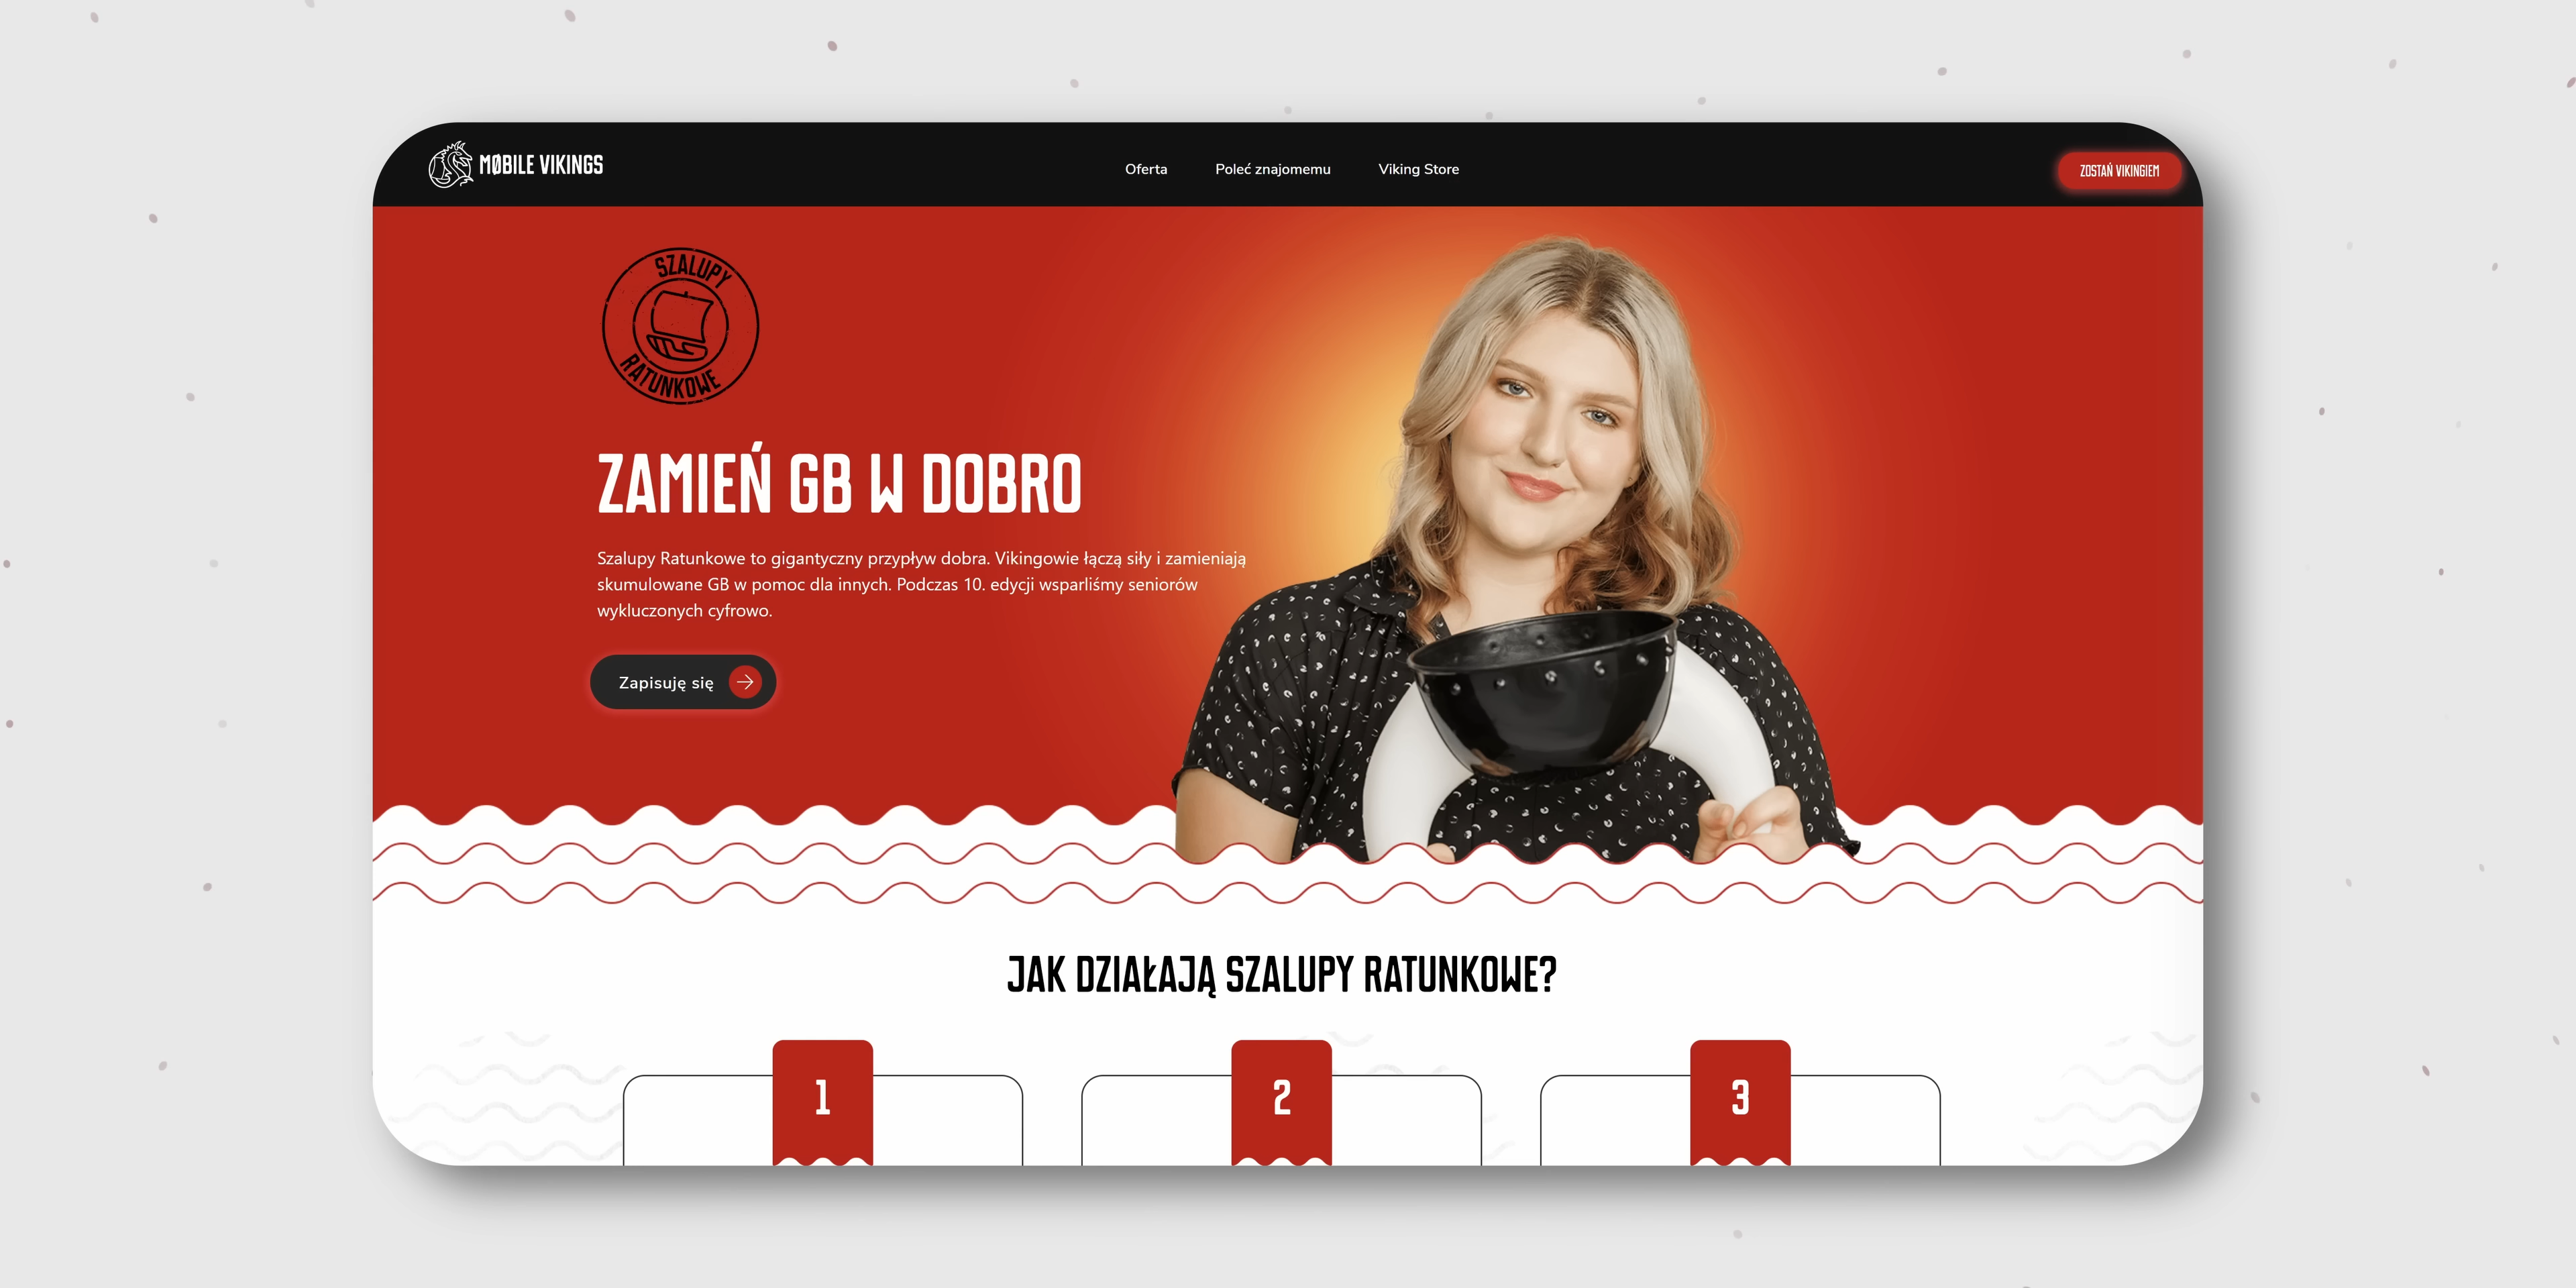 MØBILE VIKINGS
Oferta
Poleć znajomemu
Viking Store
ZOSTAŃ VIKINGIEM
SZALUPY
RATUNKOWE
ZAMIEŃ GB W DOBRO
Szalupy Ratunkowe to gigantyczny przypływ dobra. Vikingowie łączą siły i zamieniają
skumulowane GB w pomoc dla innych. Podczas 10. edycji wsparliśmy seniorów
wykluczonych cyfrowo.
Zapisuję się
JAK DZIAŁAJĄ SZALUPY RATUNKOWE?
1
2
3